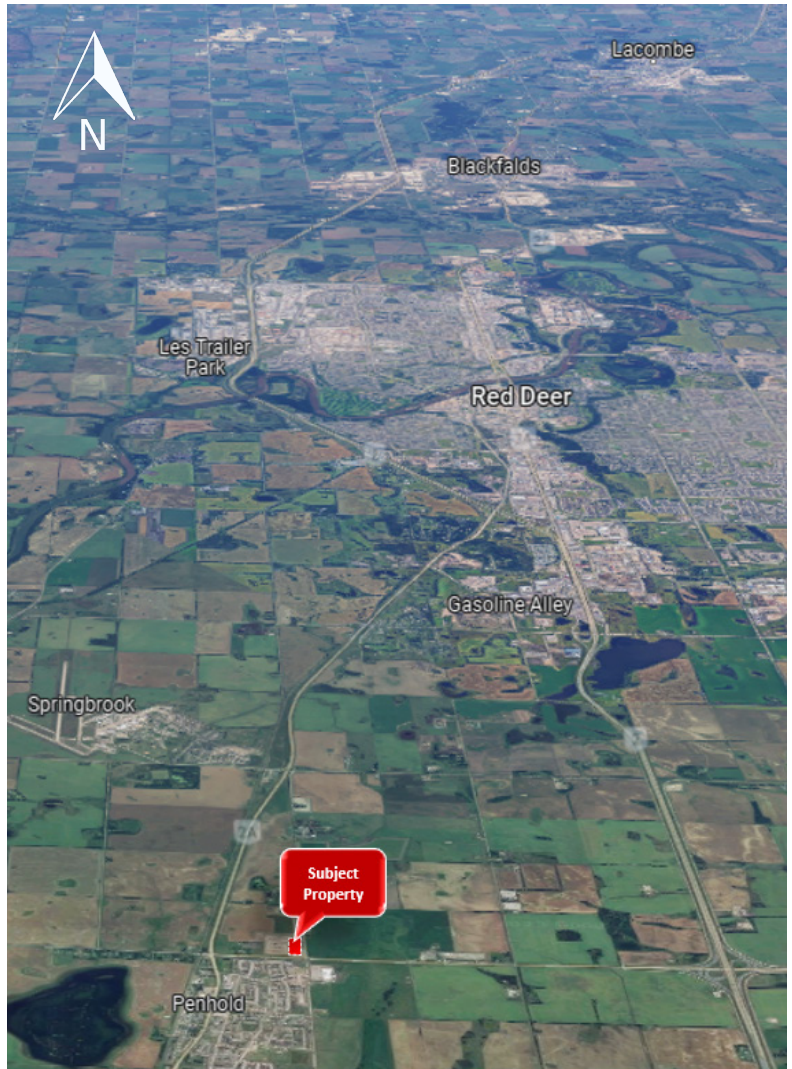 Lacombe
N
Blackfalds
Les Trailer
Park
Red Deer
Gasoline Alley
Springbrook
2A
Subject
Property
Penhold